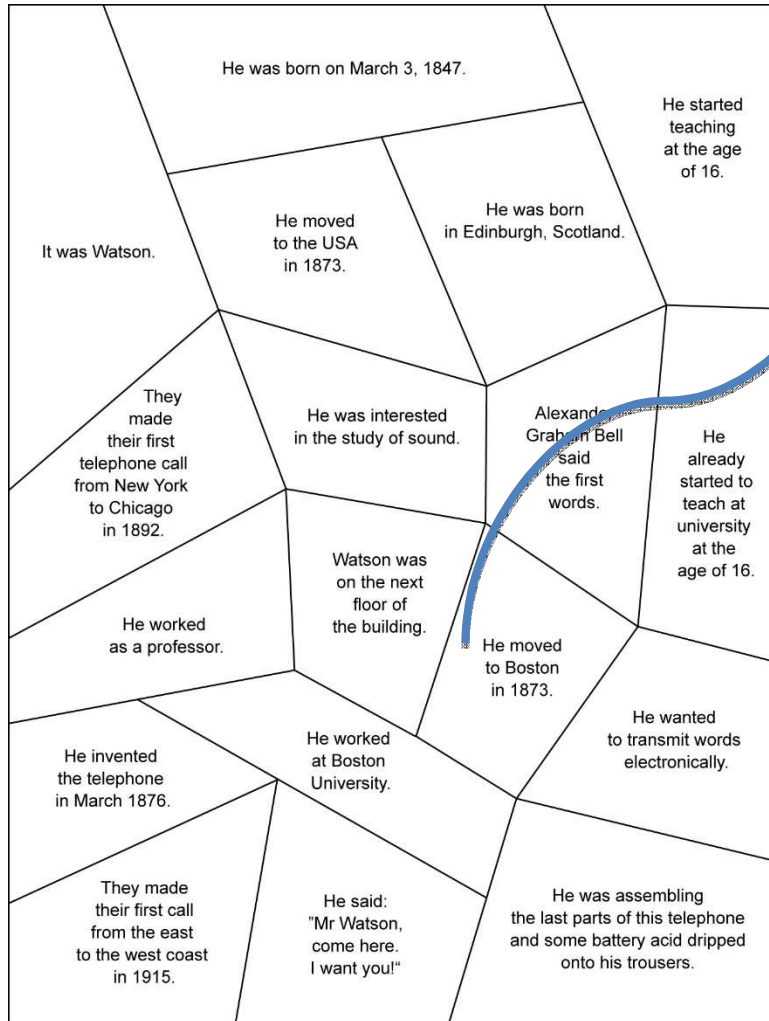 He was born on March 3, 1847.
He started
teaching
at the age
of 16.
He was born
in Edinburgh, Scotland.
He moved
to the USA
in 1873.
It was Watson.
They
made
their first
telephone call
from New York
to Chicago
in 1892.
He was interested
in the study of sound.
Alexander
Graham Bell
said
the first
words.
He
already
started to
teach at
university
at the
age of 16.
Watson was
on the next
floor of
the building.
He worked
as a professor.
He moved
to Boston
in 1873.
He wanted
to transmit words
electronically.
He worked
at Boston
University.
He invented
the telephone
in March 1876.
They made
their first call
from the east
to the west coast
in 1915.
He said:
"Mr Watson,
come here.
I want you!“
He was assembling
the last parts of this telephone
and some battery acid dripped
onto his trousers.